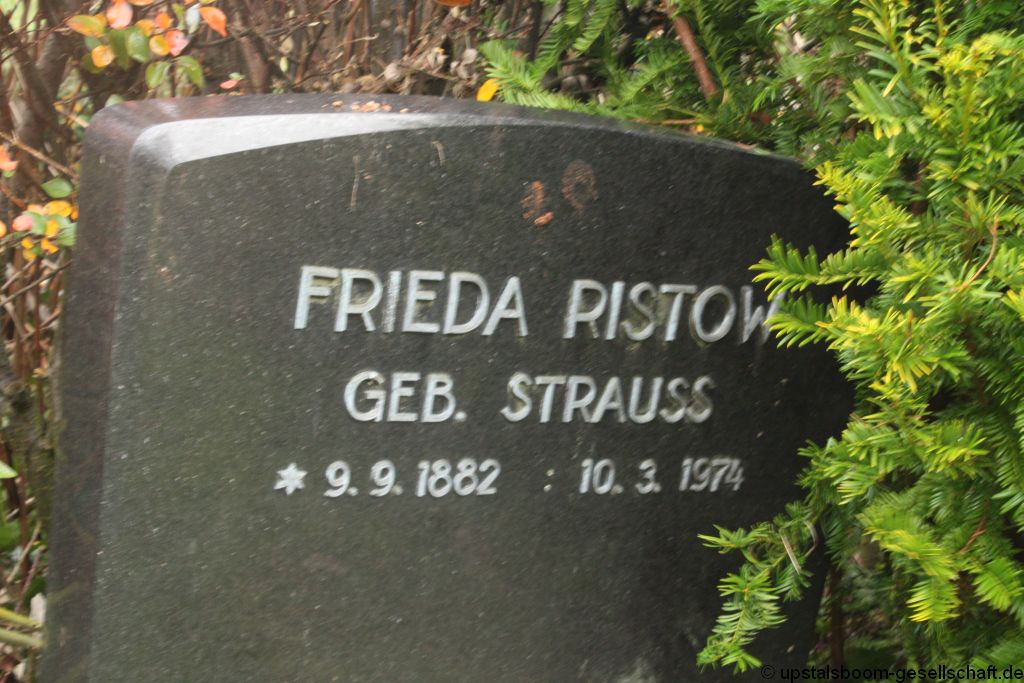 FRIEDA RISTOW
GEB. STRAUSS
* 9. 9. 1882 : 10. 3. 1974
© upstalsboom-gesellschaft.de